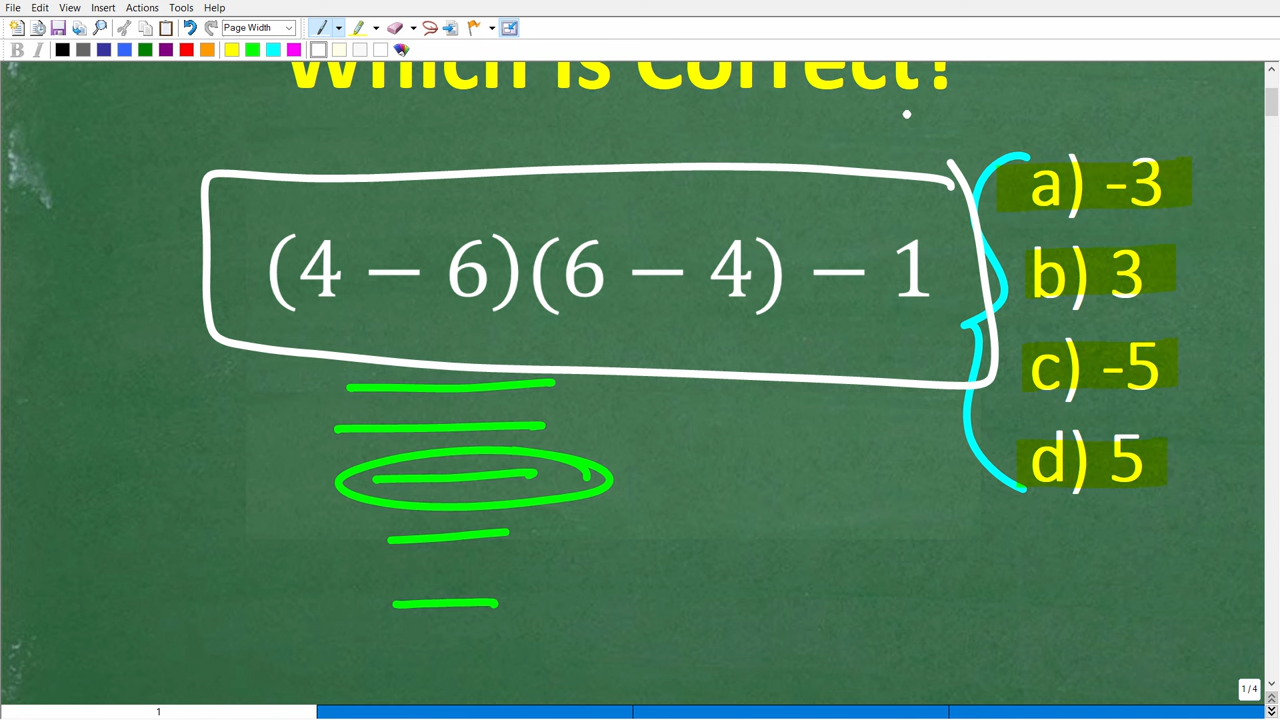 File Edit View Insert Actions Tools Help
Page Width
B I
Which is Correct?
(4 − 6)(6 − 4) − 1
a) -3
b) 3
c) -5
d) 5
1 / 4
1